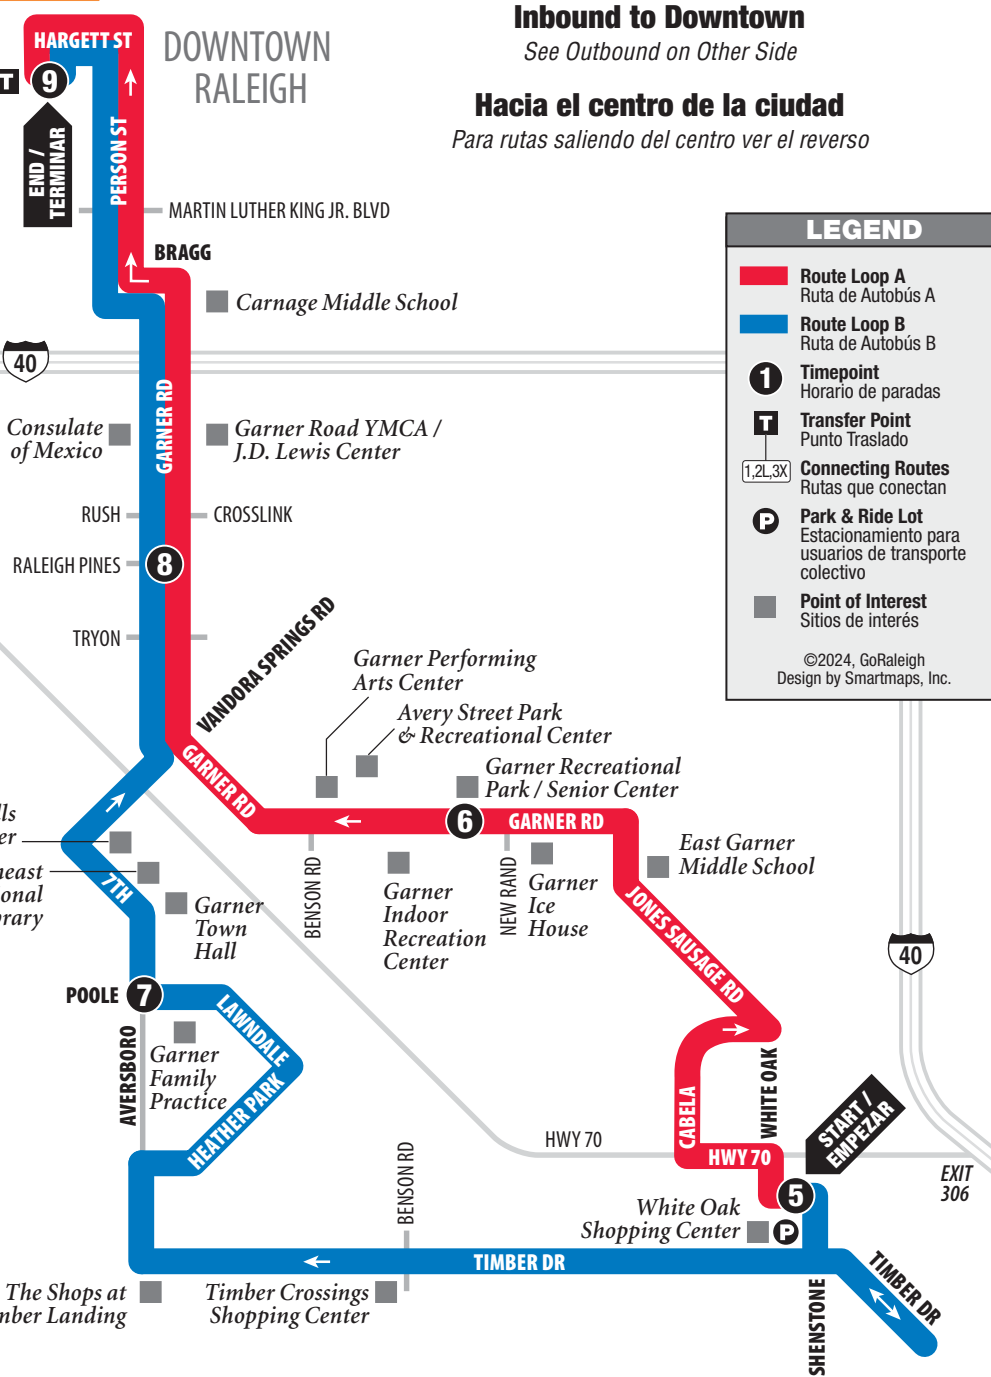 Inbound to Downtown
See Outbound on Other Side
Hacia el centro de la ciudad
Para rutas saliendo del centro ver el reverso
HARGETT ST
DOWNTOWN
RALEIGH
T
9
END /
TERMINAR
PERSON ST
MARTIN LUTHER KING JR. BLVD
BRAGG
Carnage Middle School
40
GARNER RD
Consulate
of Mexico
Garner Road YMCA /
J.D. Lewis Center
RUSH
CROSSLINK
RALEIGH PINES
8
TRYON
LEGEND
Route Loop A
Ruta de Autobús A
Route Loop B
Ruta de Autobús B
1
Timepoint
Horario de paradas
T
Transfer Point
Punto Traslado
1,2L,3X
Connecting Routes
Rutas que conectan
P
Park & Ride Lot
Estacionamiento para
usuarios de transporte
colectivo
Point of Interest
Sitios de interés
©2024, GoRaleigh
Design by Smartmaps, Inc.
VANDORA SPRINGS RD
Garner Performing
Arts Center
Avery Street Park
& Recreational Center
Garner Recreational
Park / Senior Center
GARNER RD
6
GARNER RD
East Garner
Middle School
BENSON RD
Garner
Indoor
Recreation
Center
NEW RAND
Garner
Ice
House
JONES SAUSAGE RD
40
7TH
Garner
Town
Hall
POOLE
7
LAWNDALE
AVERSBORO
Garner
Family
Practice
HEATHER PARK
CABELA
WHITE OAK
START /
EMPEZAR
HWY 70
HWY 70
EXIT
306
5
BENSON RD
White Oak
Shopping Center
P
TIMBER DR
TIMBER DR
SHENSTONE
The Shops at
Landing
Timber Crossings
Shopping Center